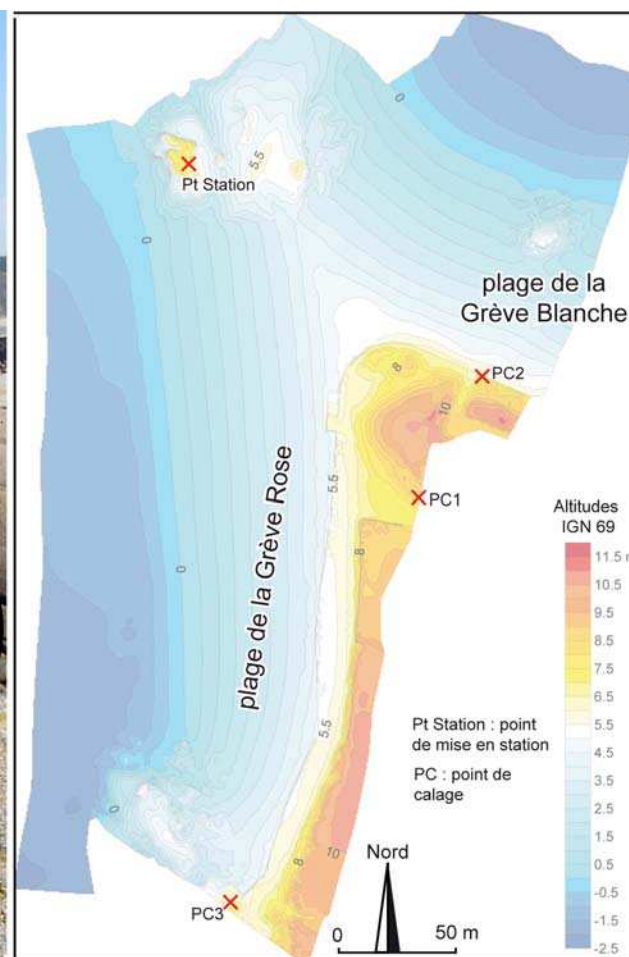 0
5.5
Pt Station
0
plage de la
Grève Blanche
8
PC2
10
PC1
5.5
8
plage de la Grève Rose
0
Altitudes
IGN 69
11.5 m
10.5
9.5
8.5
7.5
6.5
5.5
4.5
3.5
2.5
1.5
0.5
-0.5
-1.5
-2.5
Pt Station : point
de mise en station
PC : point de
calage
5.5
0
8
10
PC3
Nord
0 50 m